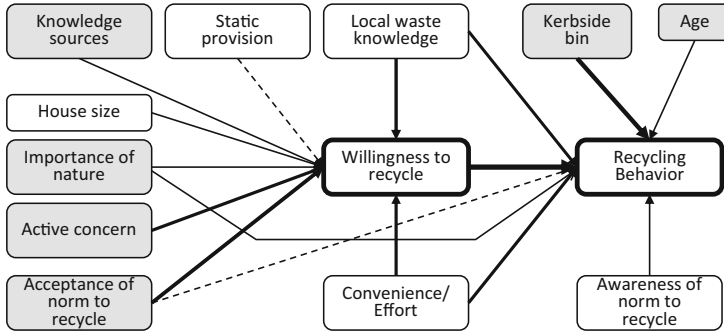 Knowledge
sources
Static
provision
Local waste
knowledge
Kerbside
bin
Age
House size
Importance of
nature
Willingness to
recycle
Recycling
Behavior
Active concern
Acceptance of
norm to
recycle
Convenience/
Effort
Awareness of
norm to
recycle